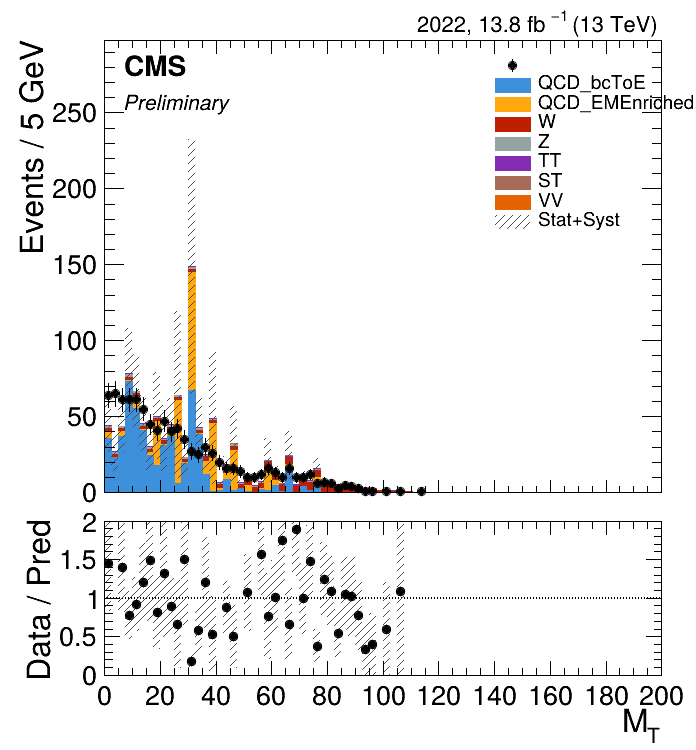 2022, 13.8 fb⁻¹ (13 TeV)
CMS
Preliminary
QCD_bcToE
QCD_EMEnriched
W
Z
TT
ST
VV
Stat+Syst
Events / 5 GeV
250
200
150
100
50
0
Data / Pred
2
1.5
1
0.5
0
0 20 40 60 80 100 120 140 160 180 200
M_T